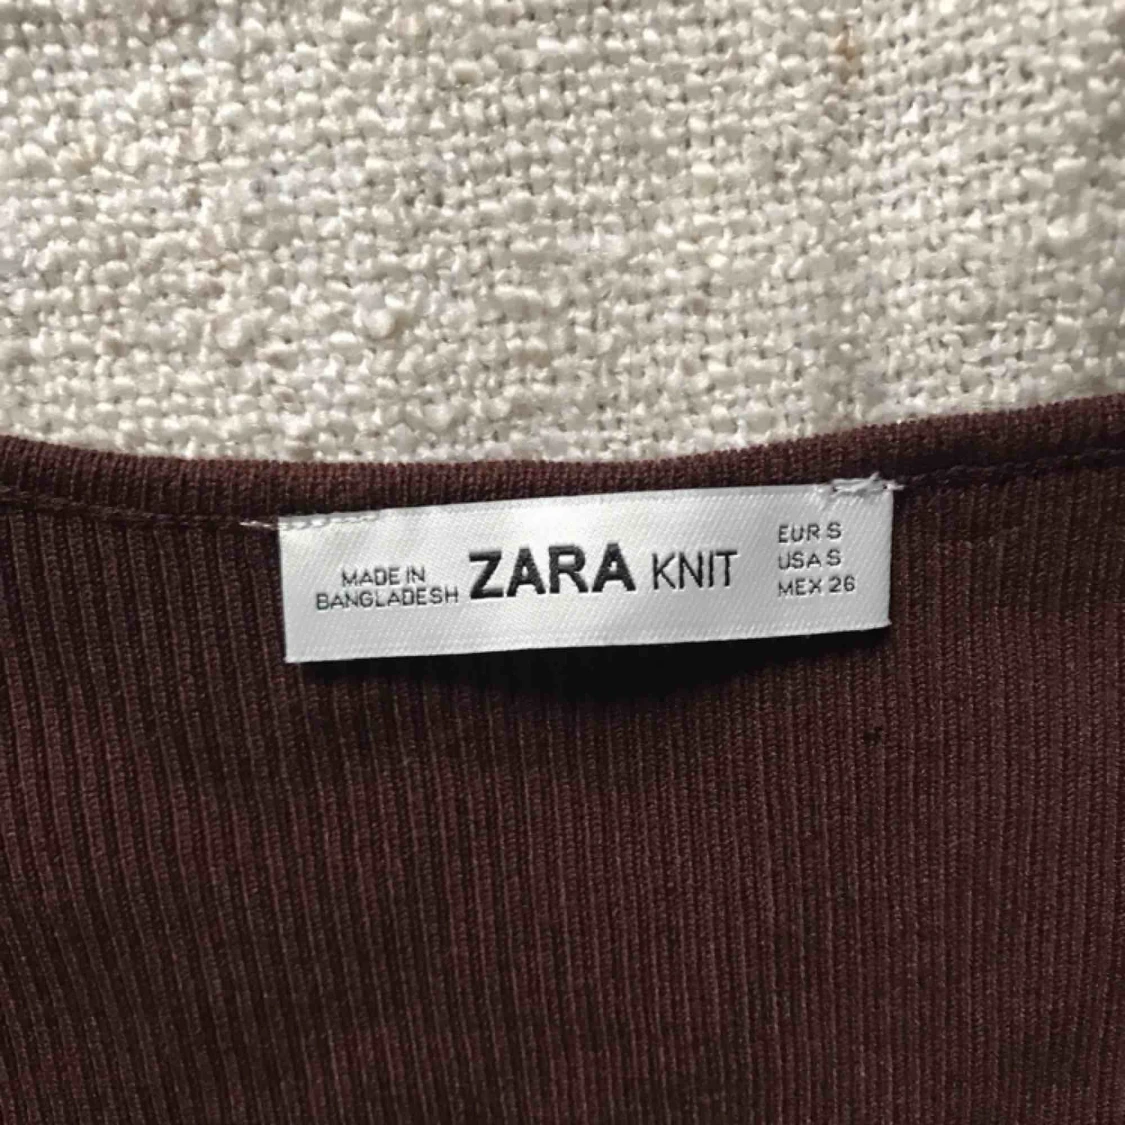 MADE IN
BANGLADESH
ZARA KNIT
EUR S
USA S
MEX 26